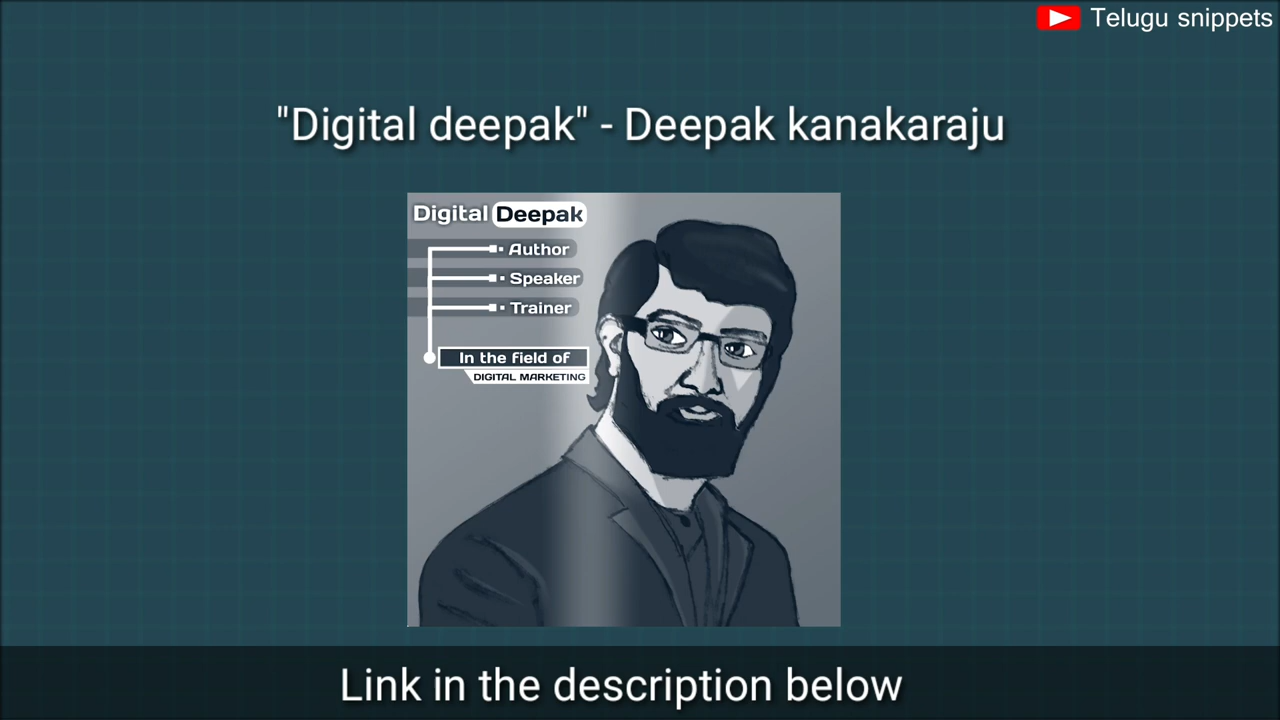 Telugu snippets
"Digital deepak" - Deepak kanakaraju
Digital Deepak
Author
Speaker
Trainer
In the field of
DIGITAL MARKETING
Link in the description below